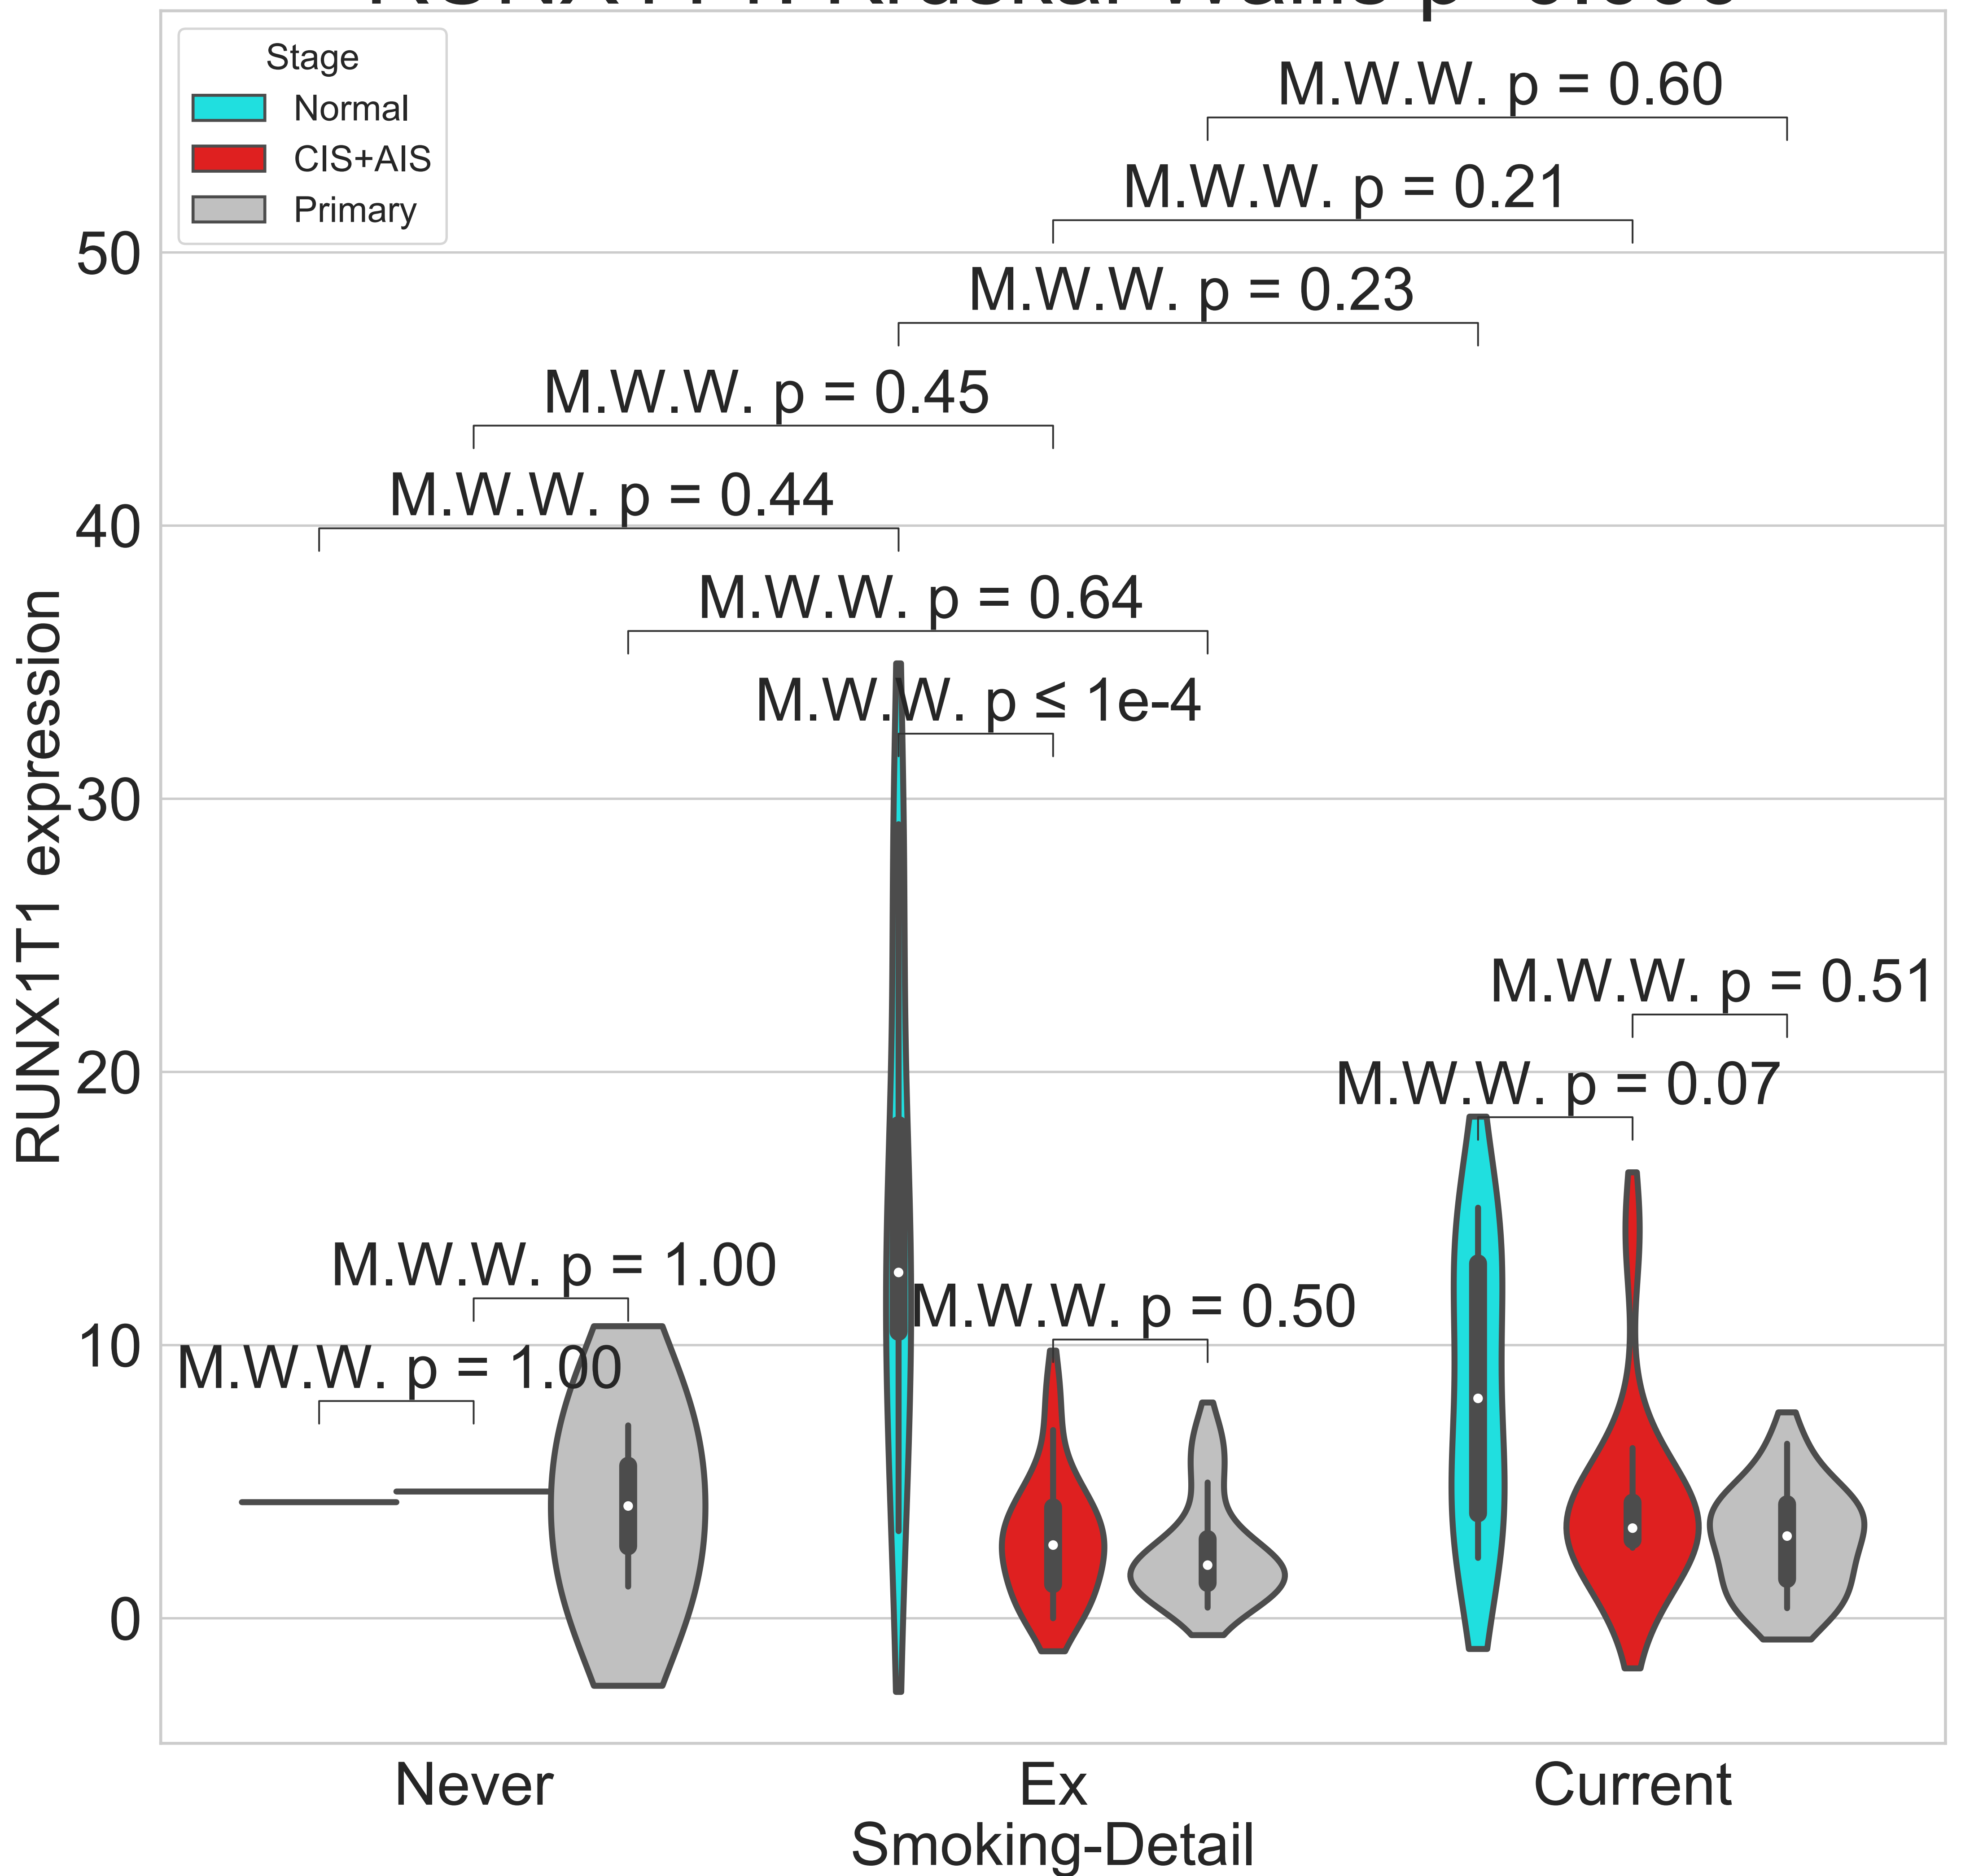 Stage
Normal
CIS+AIS
Primary
M.W.W. p = 0.60
M.W.W. p = 0.21
50
M.W.W. p = 0.23
M.W.W. p = 0.45
M.W.W. p = 0.44
40
M.W.W. p = 0.64
M.W.W. p ≤ 1e-4
30
RUNX1T1 expression
M.W.W. p = 0.51
20
M.W.W. p = 0.07
M.W.W. p = 1.00
M.W.W. p = 0.50
10
M.W.W. p = 1.00
0
Never
Ex
Current
Smoking-Detail